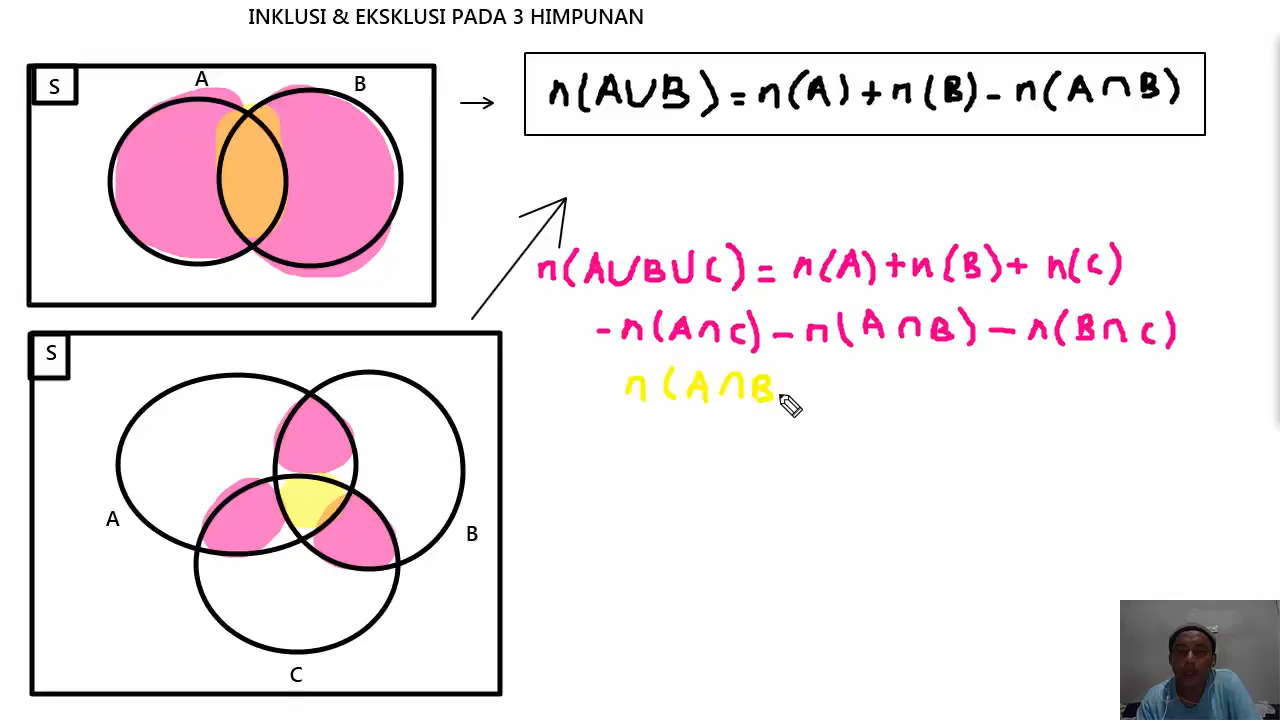 INKLUSI & EKSKLUSI PADA 3 HIMPUNAN
S
A
B
n(A∪B)=n(A)+n(B)-n(A∩B)
n(A∪B∪C)=n(A)+n(B)+n(C)
-n(A∩C)-n(A∩B)-n(B∩C)
n(A∩B
S
A
B
C